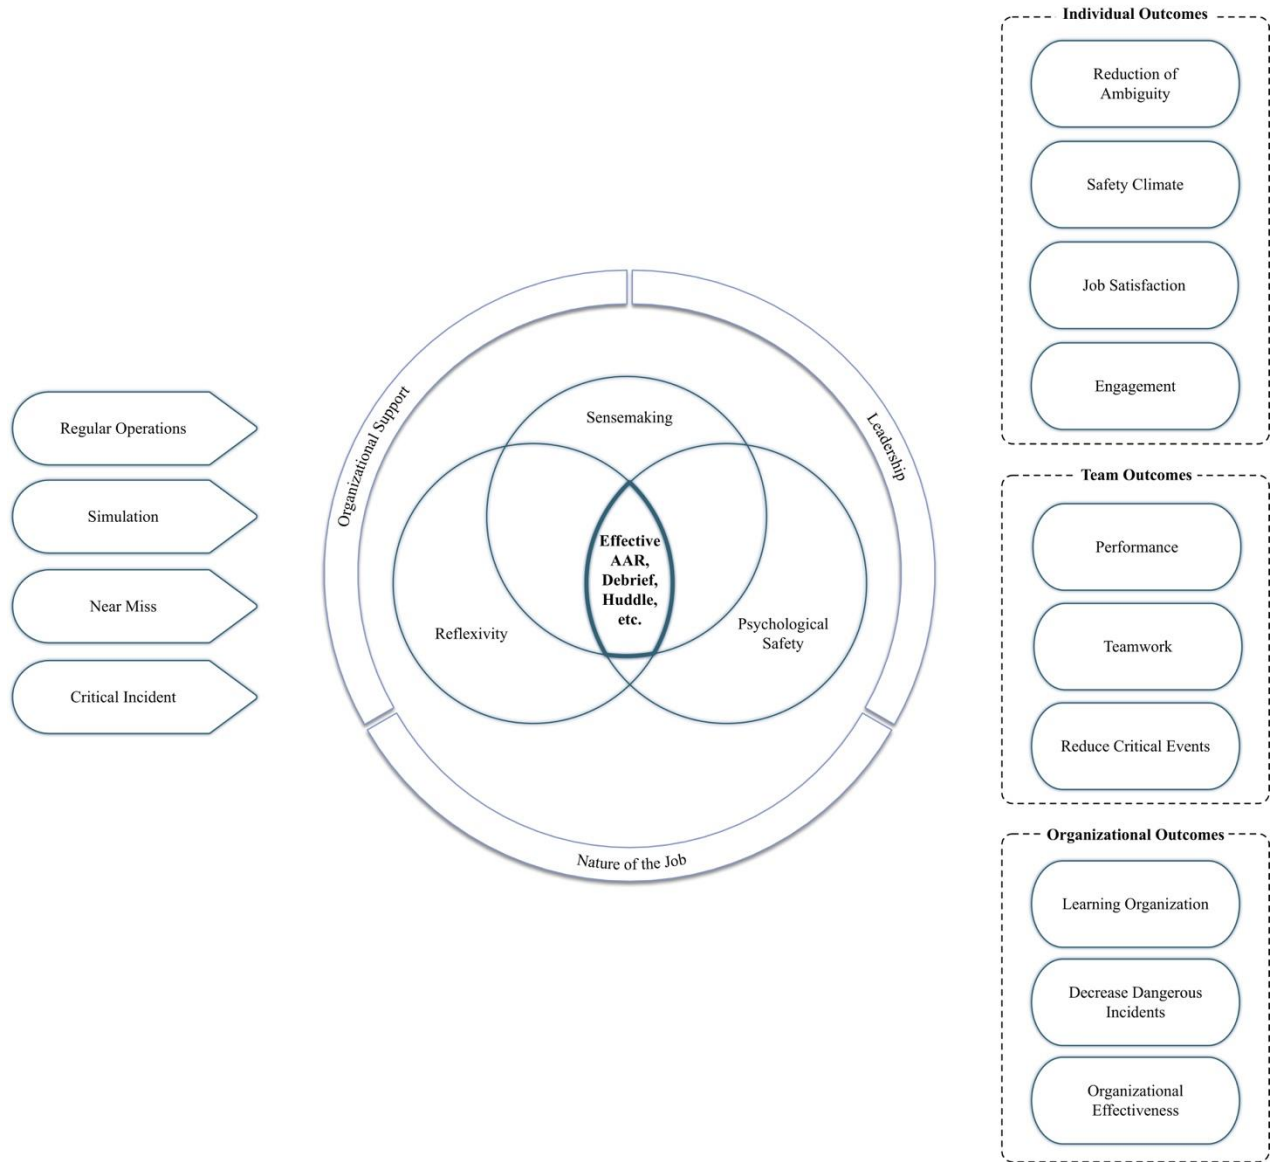 Regular Operations
Simulation
Near Miss
Critical Incident
Organizational Support
Leadership
Nature of the Job
Sensemaking
Reflexivity
Psychological
Safety
Effective
AAR,
Debrief,
Huddle,
etc.
Individual Outcomes
Reduction of
Ambiguity
Safety Climate
Job Satisfaction
Engagement
Team Outcomes
Performance
Teamwork
Reduce Critical Events
Organizational Outcomes
Learning Organization
Decrease Dangerous
Incidents
Organizational
Effectiveness